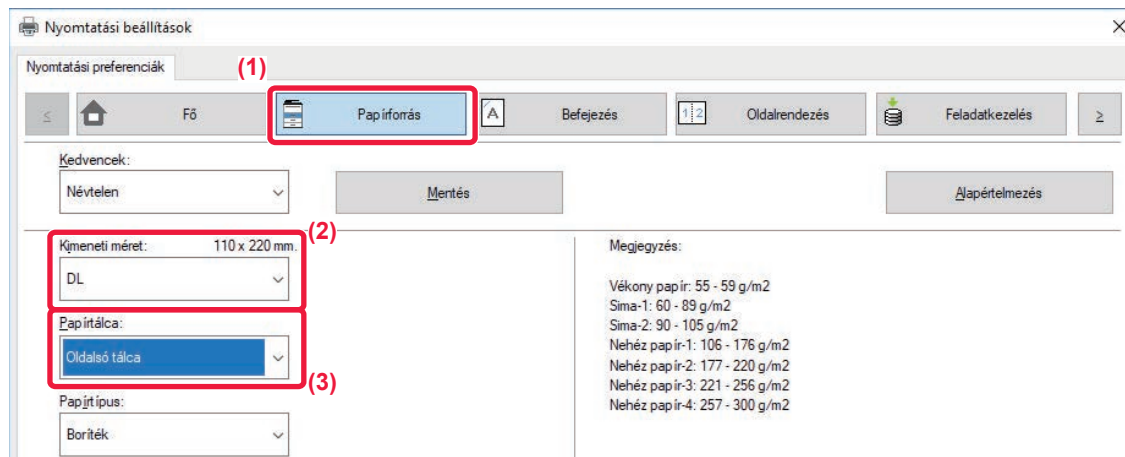 Nyomtatási beállítások
Nyomtatási preferenciák
(1)
≤ Fő Papírforrás A Befejezés 1 2 Oldalrendezés Feladatkezelés ≥
Kedvencek:
Névtelen Mentés Alapértelmezés
Kimeneti méret: 110 x 220 mm. (2)
DL
Papírtálca:
Oldalsó tálca
(3)
Papírtípus:
Boríték
Megjegyzés:
Vékony papír: 55 - 59 g/m2
Sima-1: 60 - 89 g/m2
Sima-2: 90 - 105 g/m2
Nehéz papír-1: 106 - 176 g/m2
Nehéz papír-2: 177 - 220 g/m2
Nehéz papír-3: 221 - 256 g/m2
Nehéz papír-4: 257 - 300 g/m2